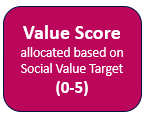 Value Score
allocated based on
Social Value Target
(0-5)